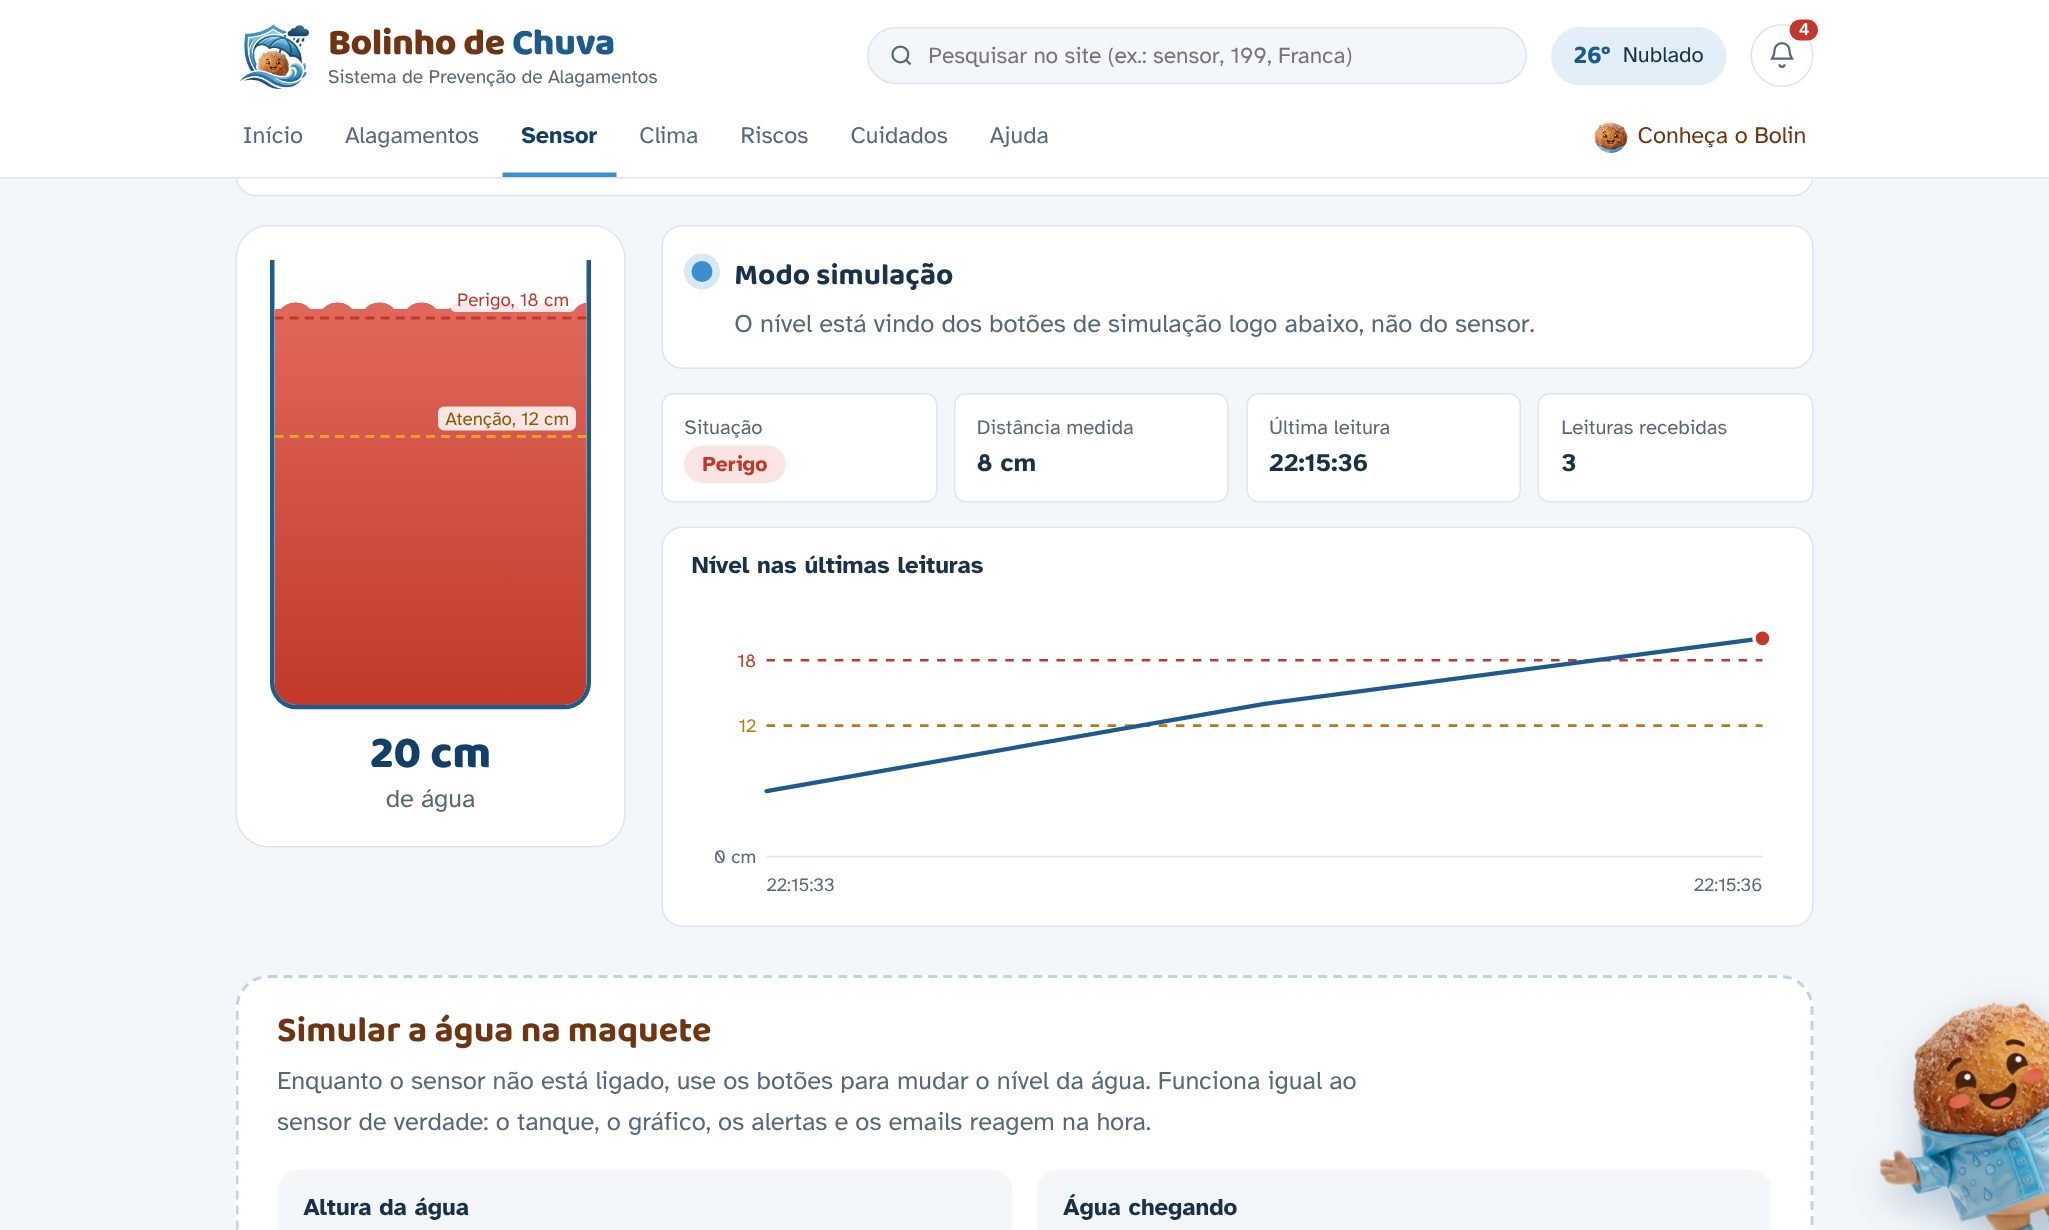 Bolinho de Chuva
Sistema de Prevenção de Alagamentos
Pesquisar no site (ex.: sensor, 199, Franca)
26° Nublado
4
Início
Alagamentos
Sensor
Clima
Riscos
Cuidados
Ajuda
Conheça o Bolin
Perigo, 18 cm
Atenção, 12 cm
20 cm
de água
Modo simulação
O nível está vindo dos botões de simulação logo abaixo, não do sensor.
Situação
Perigo
Distância medida
8 cm
Última leitura
22:15:36
Leituras recebidas
3
Nível nas últimas leituras
18
12
0 cm
22:15:33
22:15:36
Simular a água na maquete
Enquanto o sensor não está ligado, use os botões para mudar o nível da água. Funciona igual ao
sensor de verdade: o tanque, o gráfico, os alertas e os emails reagem na hora.
Altura da água
Água chegando